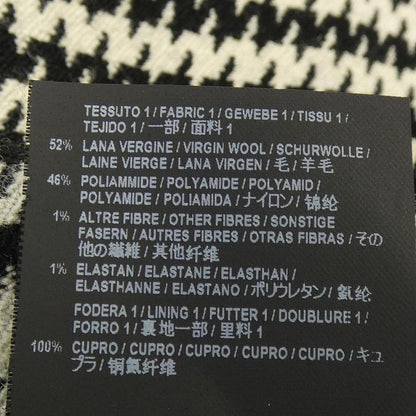 TESSUTO 1 / FABRIC 1 / GEWEBE 1 / TISSU 1 /
TEJIDO 1 / 一部 / 面料 1
52% LANA VERGINE / VIRGIN WOOL / SCHURWOLLE /
LAINE VIERGE / LANA VIRGEN / 毛 / 羊毛
46% POLIAMMIDE / POLYAMIDE / POLYAMID /
POLYAMIDE / POLIAMIDA / ナイロン / 锦纶
1% ALTRE FIBRE / OTHER FIBRES / SONSTIGE
FASERN / AUTRES FIBRES / OTRAS FIBRAS / その
他の繊維 / 其他纤维
1% ELASTAN / ELASTANE / ELASTHAN /
ELASTHANNE / ELASTANO / ポリウレタン / 氨纶
FODERA 1 / LINING 1 / FUTTER 1 / DOUBLURE 1 /
FORRO 1 / 裏地一部 / 里料 1
100% CUPRO / CUPRO / CUPRO / CUPRO / CUPRO / キュ
プラ / 铜氨纤维